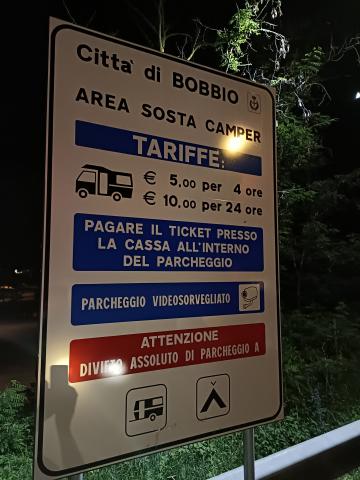 Città di BOBBIO
AREA SOSTA CAMPER
TARIFFE:
€ 5,00 per 4 ore
€ 10,00 per 24 ore
PAGARE IL TICKET PRESSO
LA CASSA ALL'INTERNO
DEL PARCHEGGIO
PARCHEGGIO VIDEOSORVEGLIATO
ATTENZIONE
DIVIETO ASSOLUTO DI PARCHEGGIO A